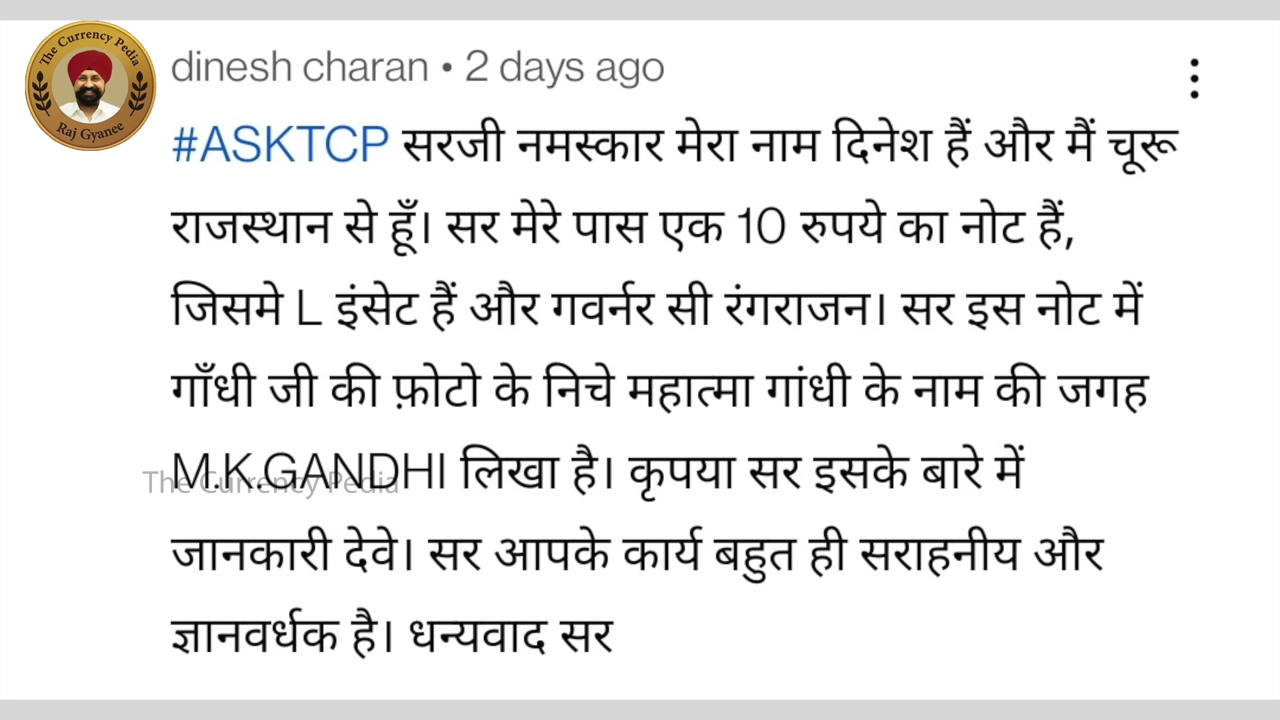 The Currency Pedia
Raj Gyanee
dinesh charan • 2 days ago
#ASKTCP सरजी नमस्कार मेरा नाम दिनेश हैं और मैं चूरू
राजस्थान से हूँ। सर मेरे पास एक 10 रुपये का नोट हैं,
जिसमे L इंसेट हैं और गवर्नर सी रंगराजन। सर इस नोट में
गाँधी जी की फ़ोटो के निचे महात्मा गांधी के नाम की जगह
M.K.GANDHI लिखा है। कृपया सर इसके बारे में
The Currency Pedia
जानकारी देवे। सर आपके कार्य बहुत ही सराहनीय और
ज्ञानवर्धक है। धन्यवाद सर